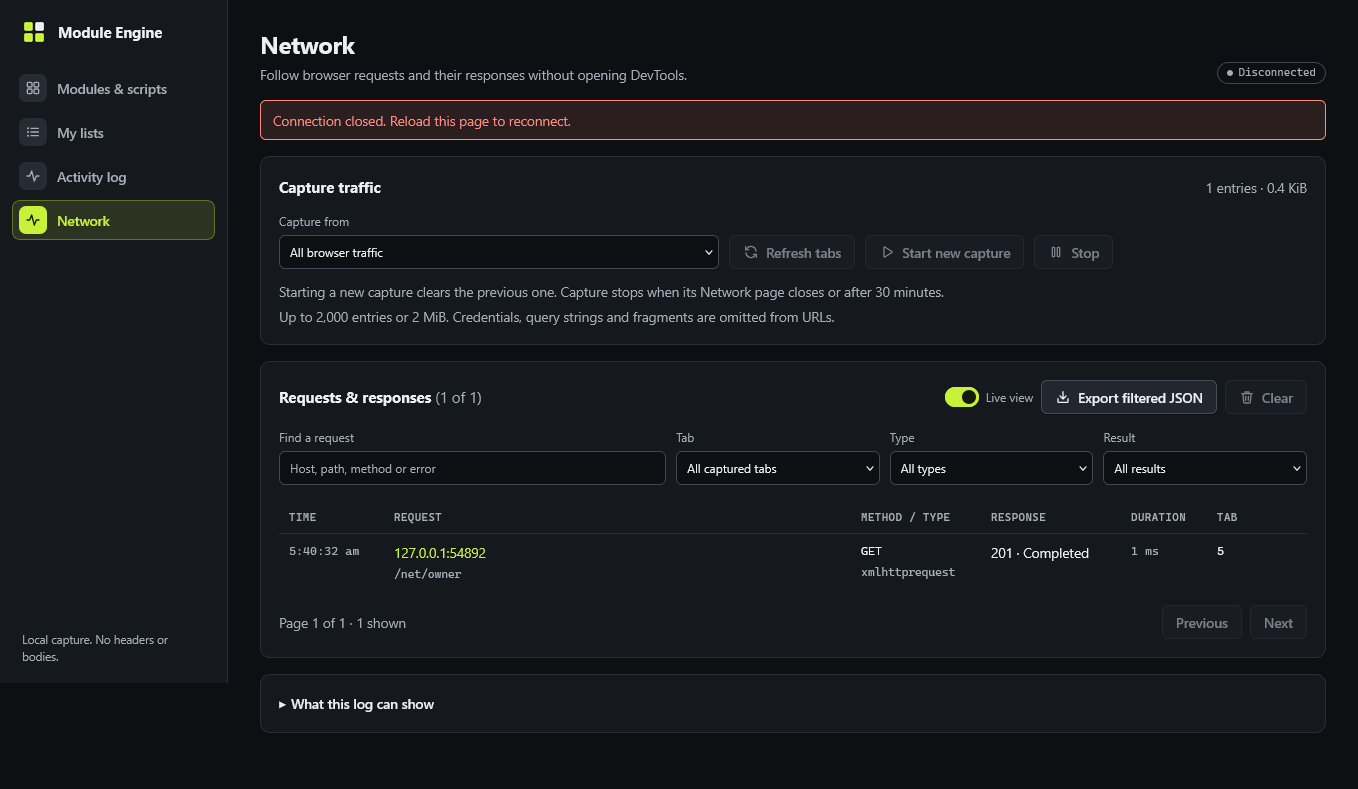 Module Engine
Modules & scripts
My lists
Activity log
Network
Local capture. No headers or
bodies.
Network
Follow browser requests and their responses without opening DevTools.
Disconnected
Connection closed. Reload this page to reconnect.
Capture traffic
1 entries · 0.4 KiB
Capture from
All browser traffic
Refresh tabs
Start new capture
Stop
Starting a new capture clears the previous one. Capture stops when its Network page closes or after 30 minutes.
Up to 2,000 entries or 2 MiB. Credentials, query strings and fragments are omitted from URLs.
Requests & responses (1 of 1)
Live view
Export filtered JSON
Clear
Find a request
Tab
Type
Result
Host, path, method or error
All captured tabs
All types
All results
TIME REQUEST METHOD / TYPE RESPONSE DURATION TAB
5:40:32 am 127.0.0.1:54892 GET 201 · Completed 1 ms 5
/net/owner xmlhttprequest
Page 1 of 1 · 1 shown
Previous
Next
What this log can show